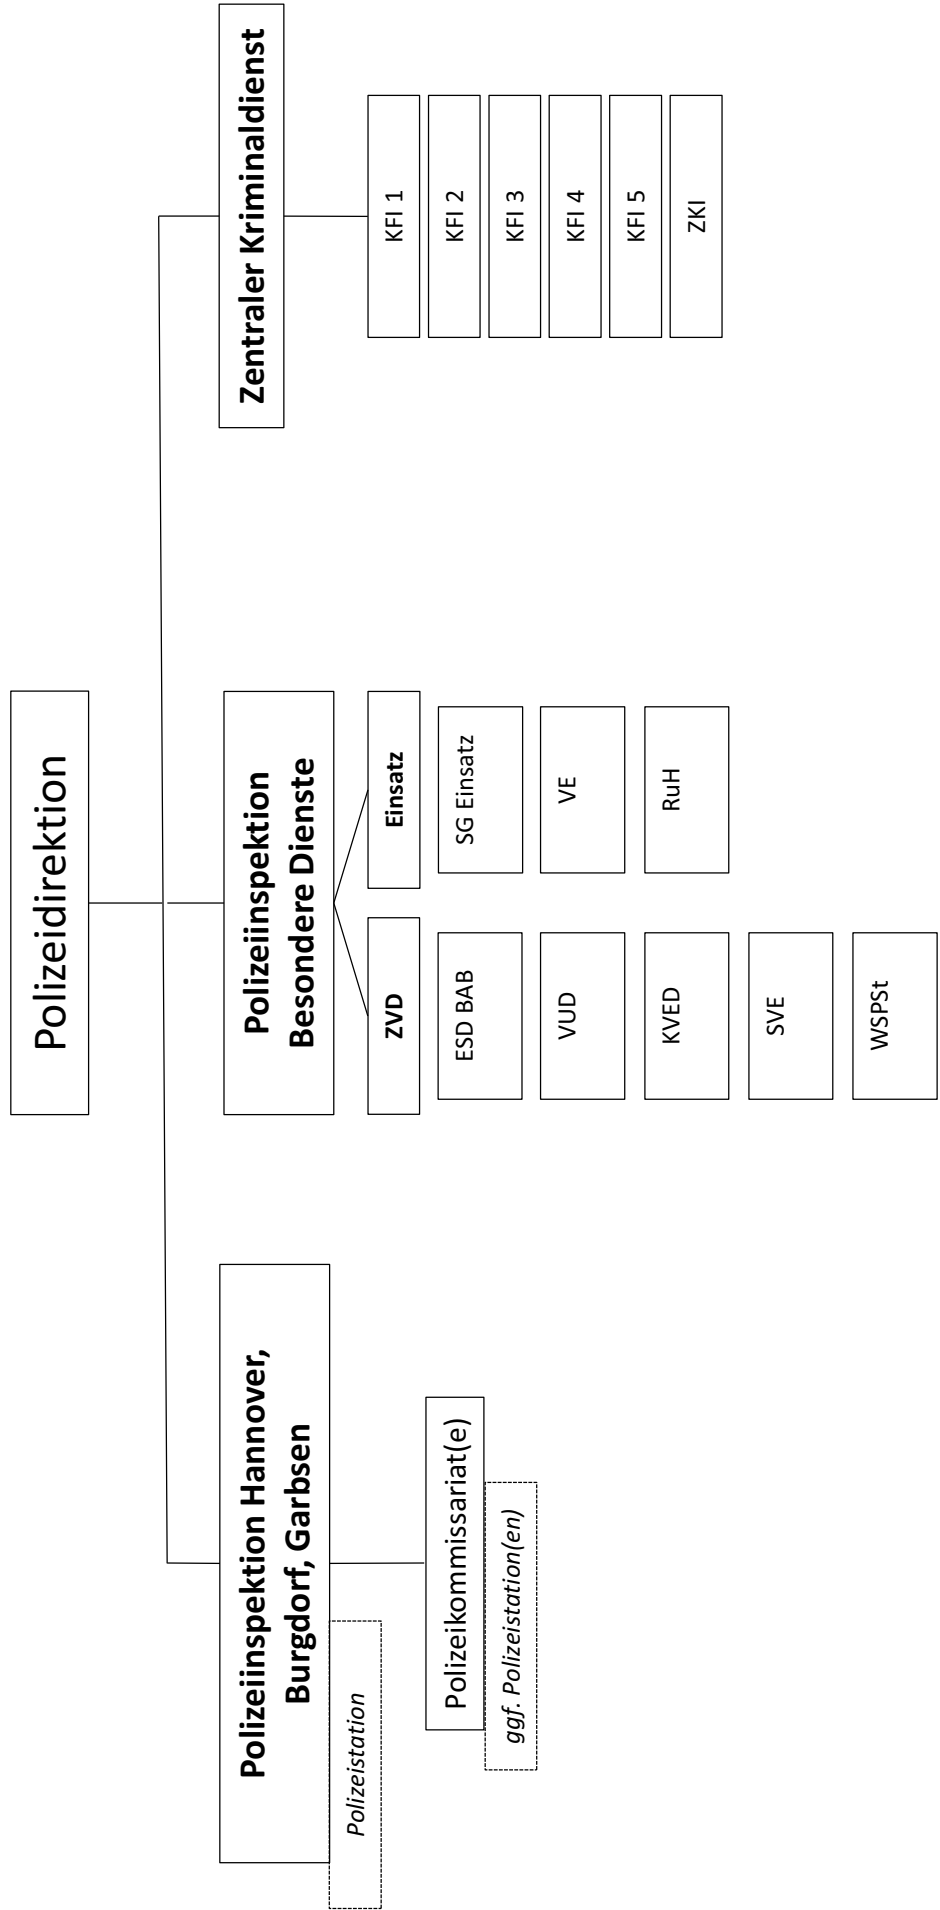 Polizeidirektion
Polizeiinspektion Hannover,
Burgdorf, Garbsen
Polizeistation
Polizeikommissariat(e)
ggf. Polizeistation(en)
Polizeiinspektion
Besondere Dienste
ZVD
ESD BAB
VUD
KVED
SVE
WSPSt
Einsatz
SG Einsatz
VE
RuH
Zentraler Kriminaldienst
KFI 1
KFI 2
KFI 3
KFI 4
KFI 5
ZKI